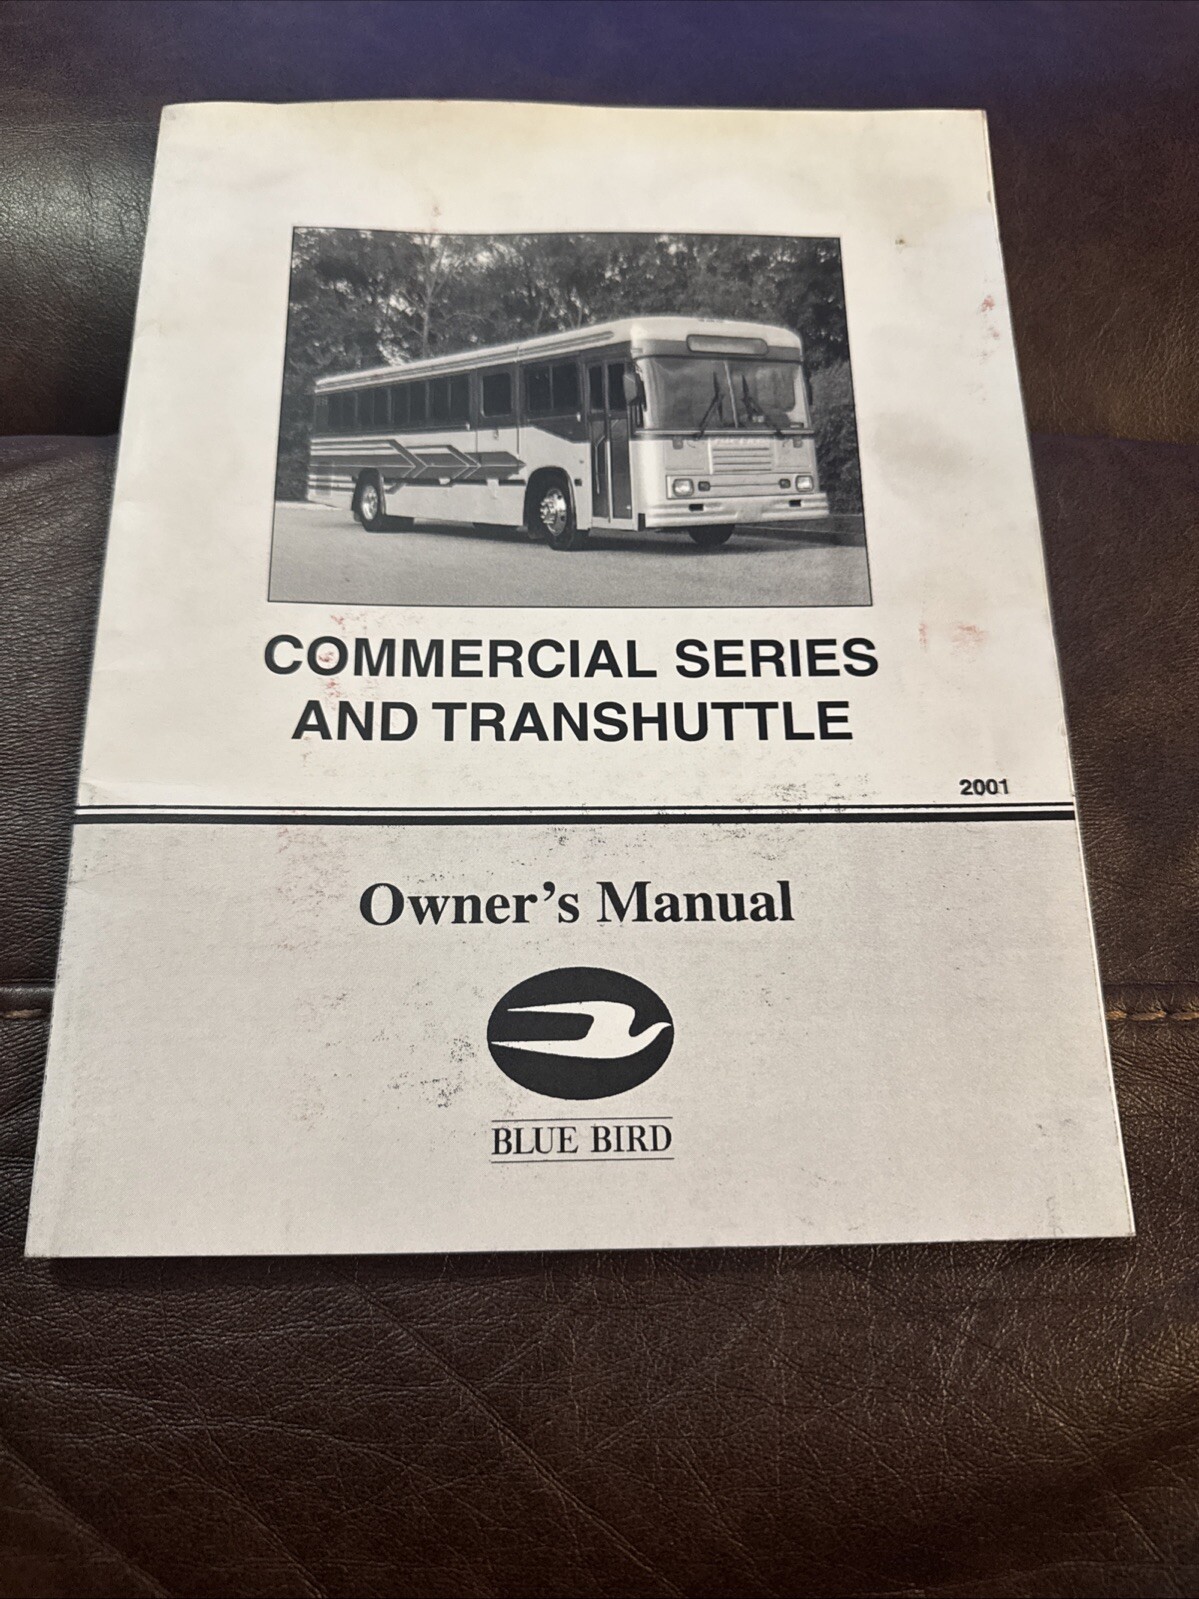 COMMERCIAL SERIES
AND TRANSHUTTLE
2001
Owner's Manual
BLUE BIRD